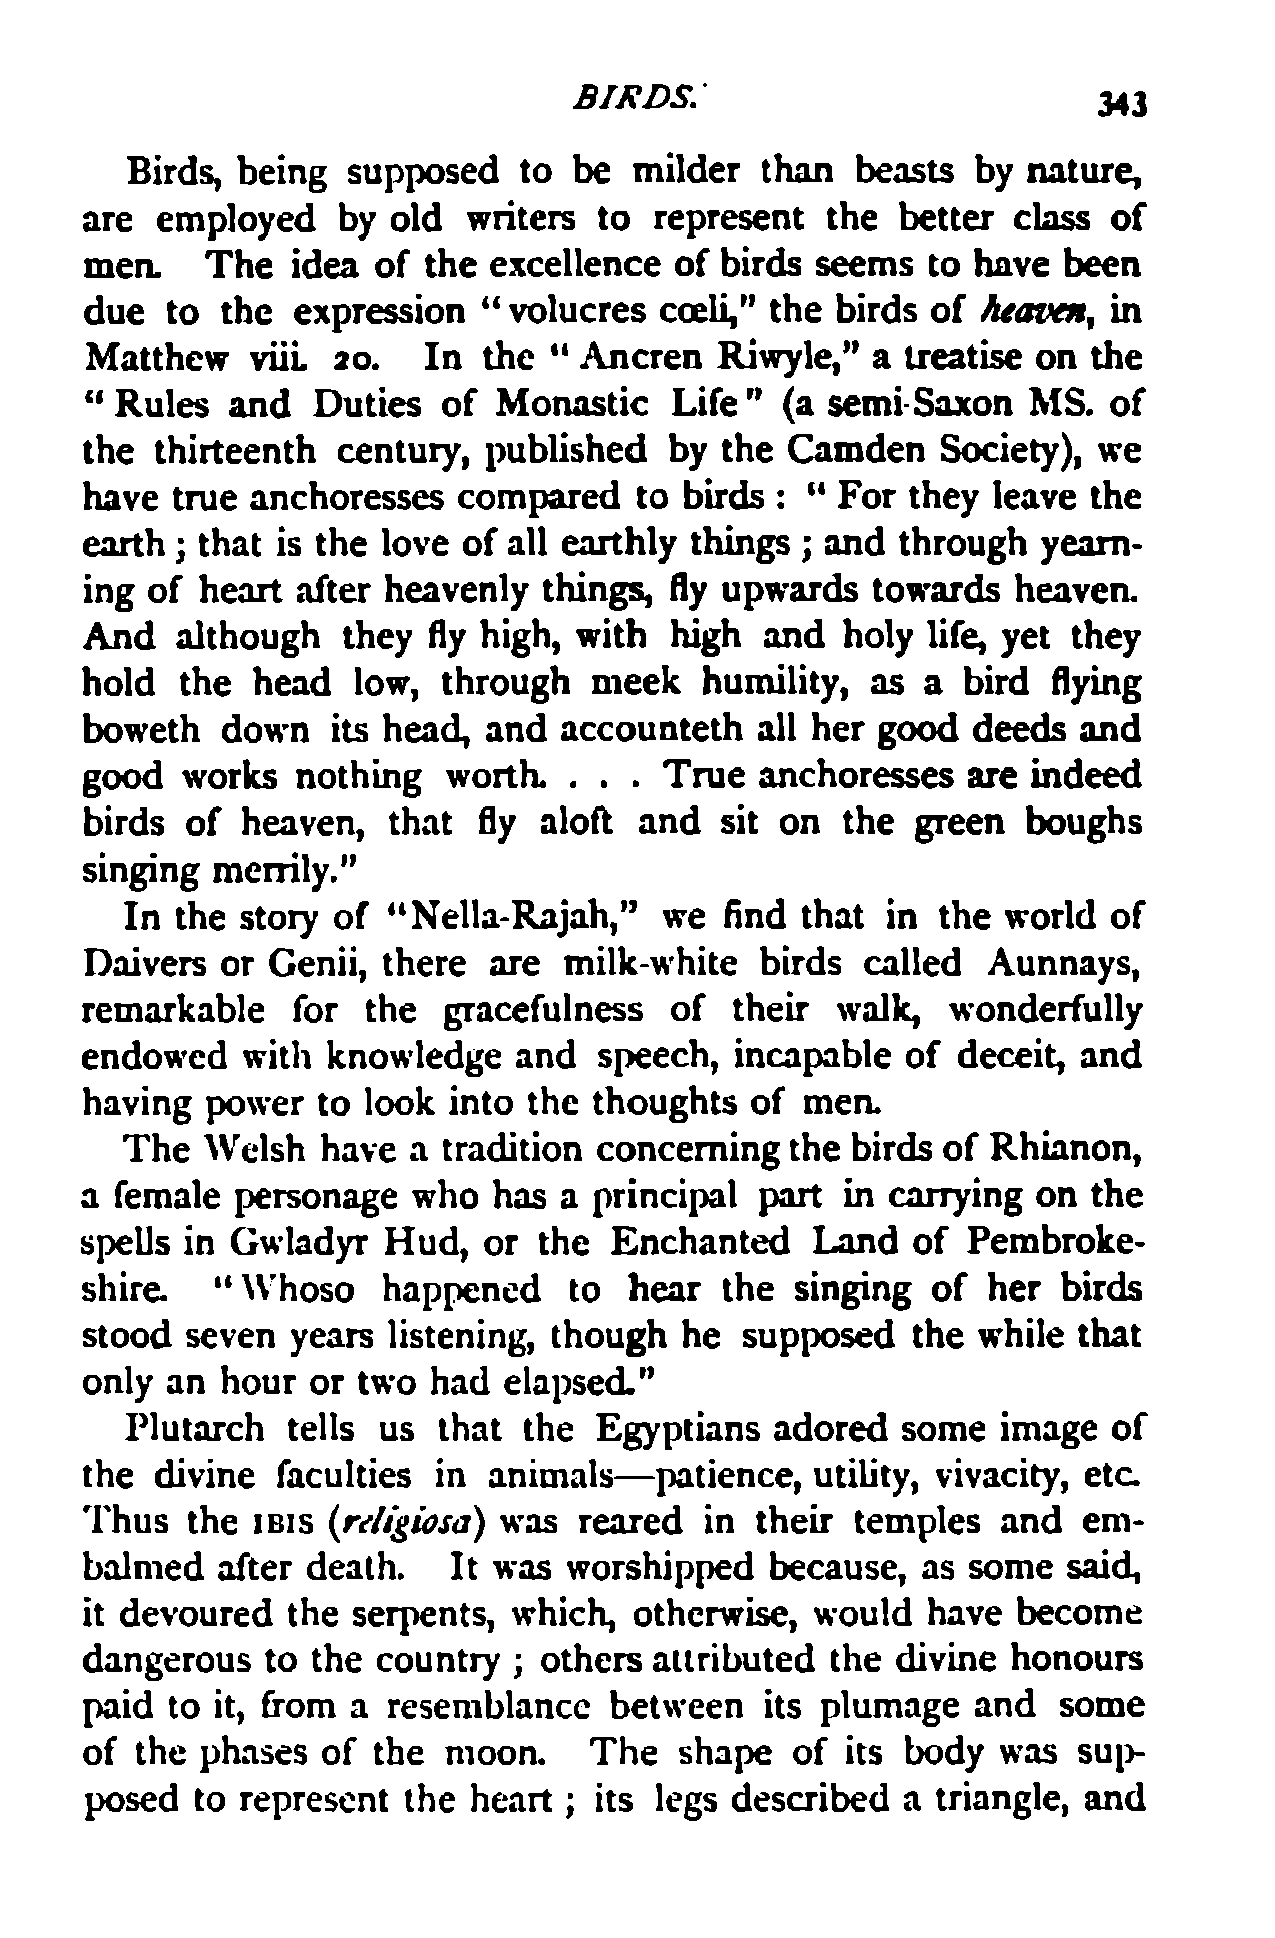 BIRDS.
343
Birds, being supposed to be milder than beasts by nature,
are employed by old writers to represent the better class of
men. The idea of the excellence of birds seems to have been
due to the expression “volucres cœli,” the birds of heaven, in
Matthew viii. 20. In the “Ancren Riwyle,” a treatise on the
“Rules and Duties of Monastic Life” (a semi-Saxon MS. of
the thirteenth century, published by the Camden Society), we
have true anchoresses compared to birds : “For they leave the
earth ; that is the love of all earthly things ; and through yearn-
ing of heart after heavenly things, fly upwards towards heaven.
And although they fly high, with high and holy life, yet they
hold the head low, through meek humility, as a bird flying
boweth down its head, and accounteth all her good deeds and
good works nothing worth. . . . True anchoresses are indeed
birds of heaven, that fly aloft and sit on the green boughs
singing merrily.”
In the story of “Nella-Rajah,” we find that in the world of
Daivers or Genii, there are milk-white birds called Aunnays,
remarkable for the gracefulness of their walk, wonderfully
endowed with knowledge and speech, incapable of deceit, and
having power to look into the thoughts of men.
The Welsh have a tradition concerning the birds of Rhianon,
a female personage who has a principal part in carrying on the
spells in Gwladyr Hud, or the Enchanted Land of Pembroke-
shire. “Whoso happened to hear the singing of her birds
stood seven years listening, though he supposed the while that
only an hour or two had elapsed.”
Plutarch tells us that the Egyptians adored some image of
the divine faculties in animals—patience, utility, vivacity, etc.
Thus the IBIS (religiosa) was reared in their temples and em-
balmed after death. It was worshipped because, as some said,
it devoured the serpents, which, otherwise, would have become
dangerous to the country ; others attributed the divine honours
paid to it, from a resemblance between its plumage and some
of the phases of the moon. The shape of its body was sup-
posed to represent the heart ; its legs described a triangle, and